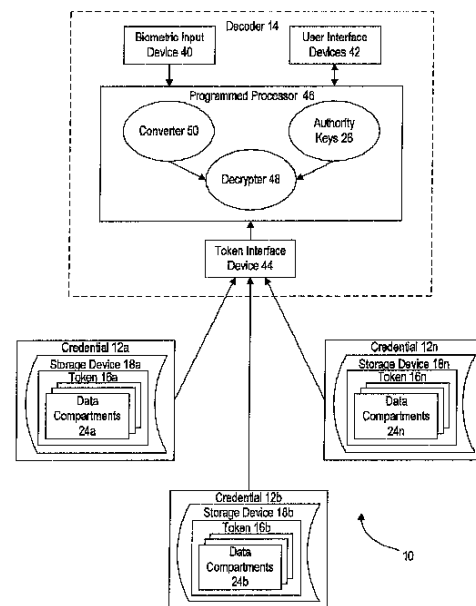 Decoder 14
Biometric Input
Device 40
User Interface
Devices 42
Programmed Processor 46
Converter 50
Authority
Keys 26
Decrypter 48
Token Interface
Device 44
Credential 12a
Storage Device 18a
Token 16a
Data
Compartments
24a
Credential 12n
Storage Device 18n
Token 16n
Data
Compartments
24n
Credential 12b
Storage Device 18b
Token 16b
Data
Compartments
24b
10